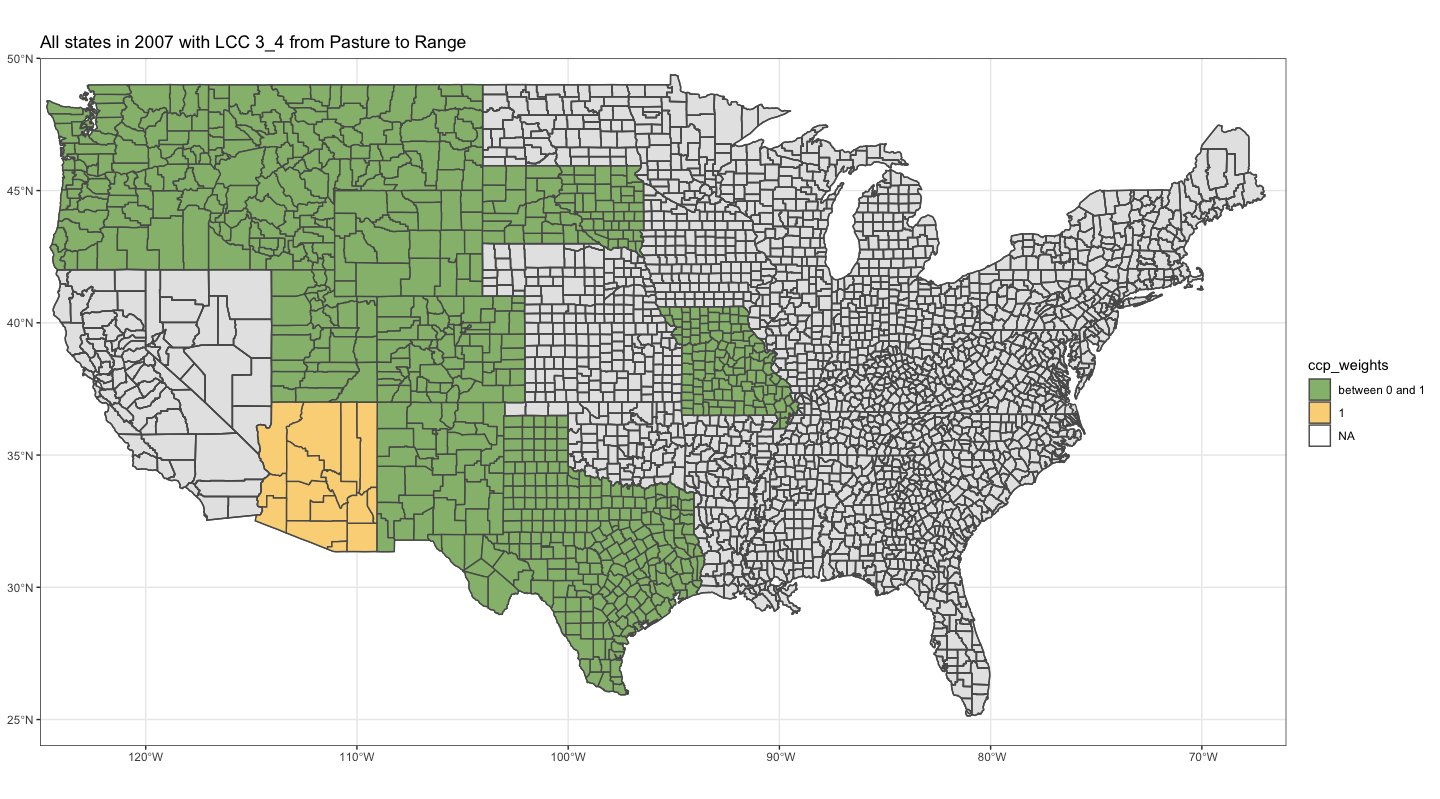 All states in 2007 with LCC 3_4 from Pasture to Range
50°N
45°N
40°N
35°N
30°N
25°N
120°W
110°W
100°W
90°W
80°W
70°W
ccp_weights
between 0 and 1
1
NA